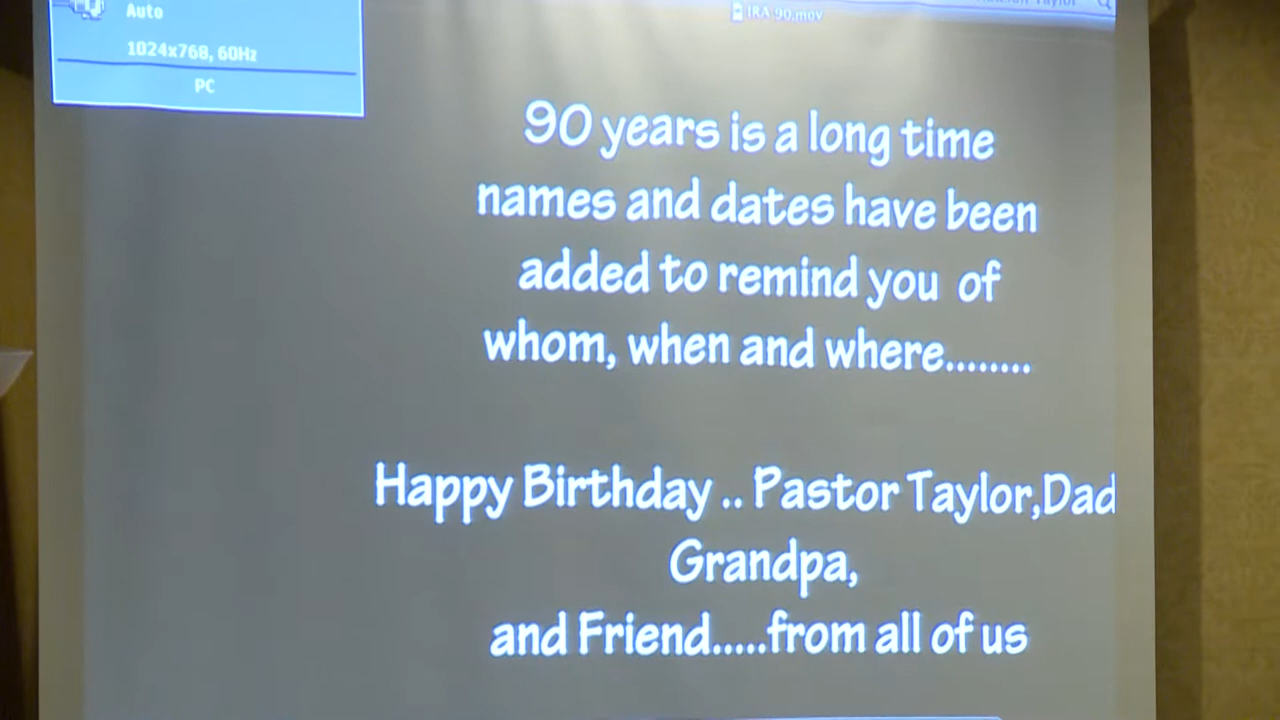 Auto
1024x768, 60Hz
PC
IRA 90.mov
Taylor
90 years is a long time
names and dates have been
added to remind you of
whom, when and where........
Happy Birthday .. Pastor Taylor,Dad
Grandpa,
and Friend.....from all of us